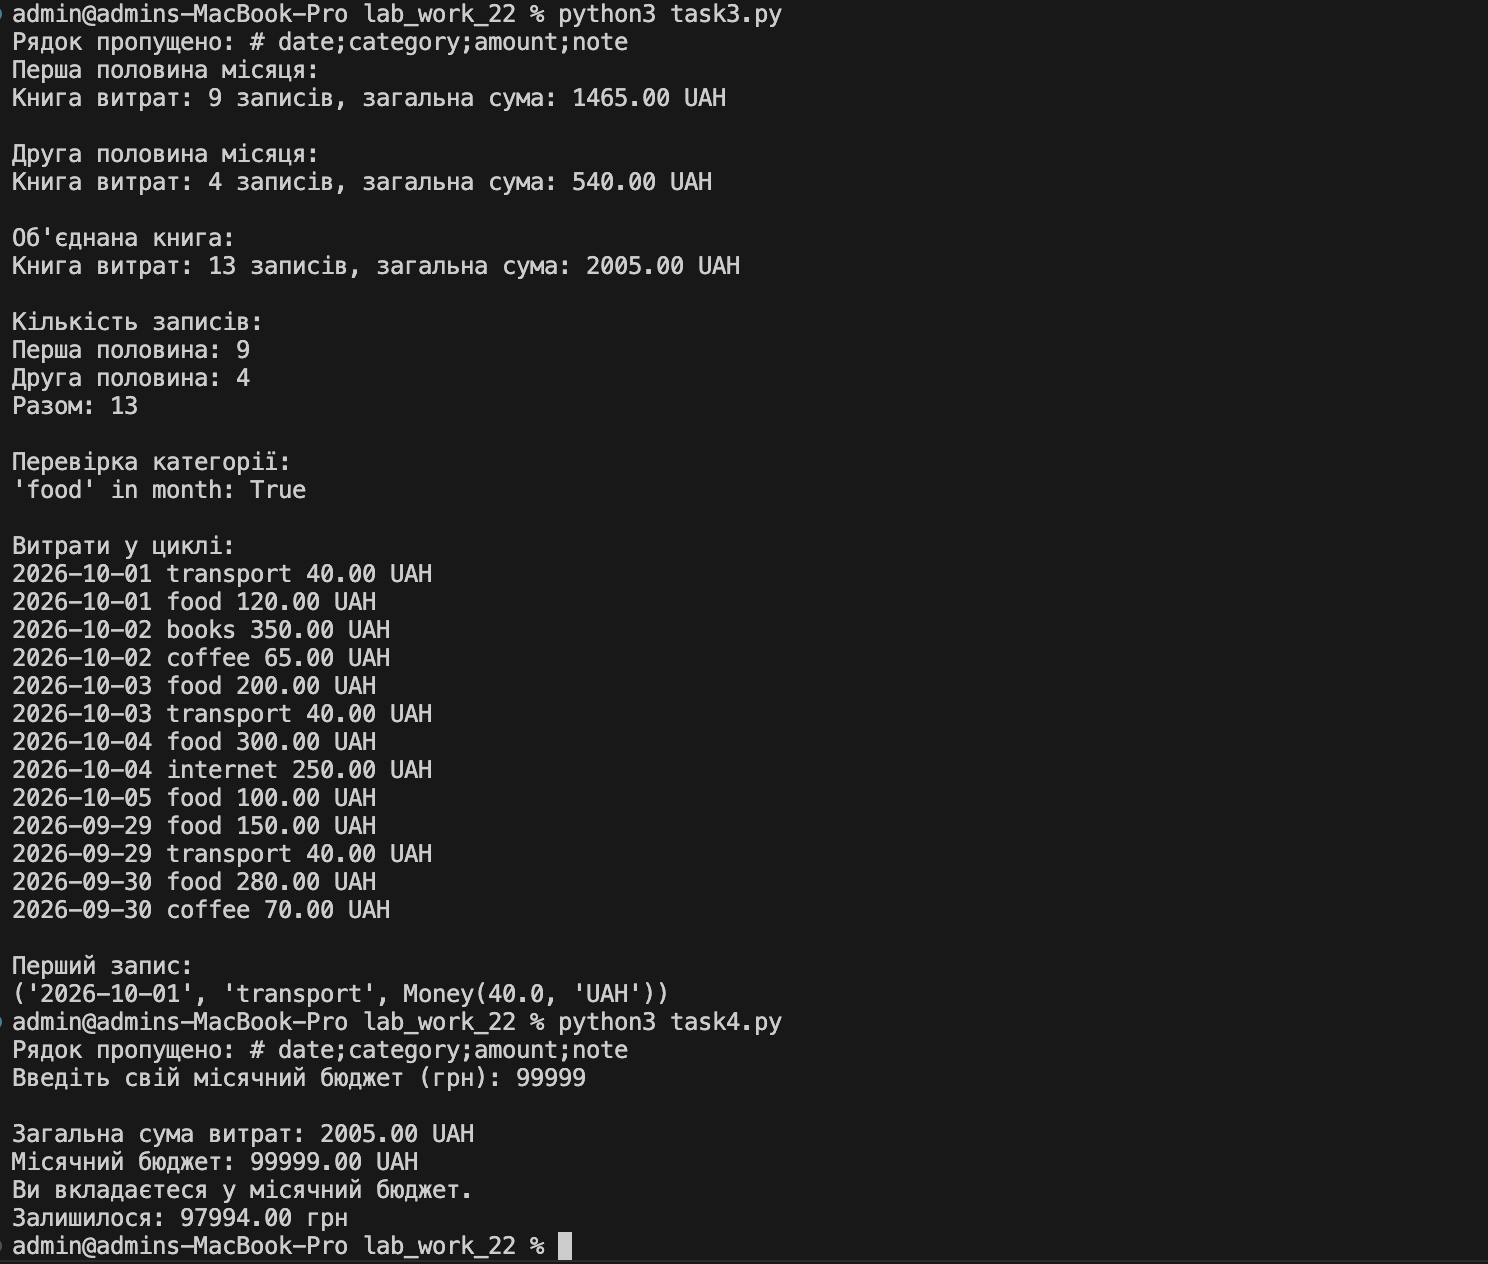 admin@admins-MacBook-Pro lab_work_22 % python3 task3.py
Рядок пропущено: # date;category;amount;note
Перша половина місяця:
Книга витрат: 9 записів, загальна сума: 1465.00 UAH
Друга половина місяця:
Книга витрат: 4 записів, загальна сума: 540.00 UAH
Об'єднана книга:
Книга витрат: 13 записів, загальна сума: 2005.00 UAH
Кількість записів:
Перша половина: 9
Друга половина: 4
Разом: 13
Перевірка категорії:
'food' in month: True
Витрати у циклі:
2026-10-01 transport 40.00 UAH
2026-10-01 food 120.00 UAH
2026-10-02 books 350.00 UAH
2026-10-02 coffee 65.00 UAH
2026-10-03 food 200.00 UAH
2026-10-03 transport 40.00 UAH
2026-10-04 food 300.00 UAH
2026-10-04 internet 250.00 UAH
2026-10-05 food 100.00 UAH
2026-09-29 food 150.00 UAH
2026-09-29 transport 40.00 UAH
2026-09-30 food 280.00 UAH
2026-09-30 coffee 70.00 UAH
Перший запис:
('2026-10-01', 'transport', Money(40.0, 'UAH'))
admin@admins-MacBook-Pro lab_work_22 % python3 task4.py
Рядок пропущено: # date;category;amount;note
Введіть свій місячний бюджет (грн): 99999
Загальна сума витрат: 2005.00 UAH
Місячний бюджет: 99999.00 UAH
Ви вкладаєтеся у місячний бюджет.
Залишилося: 97994.00 грн
admin@admins-MacBook-Pro lab_work_22 %